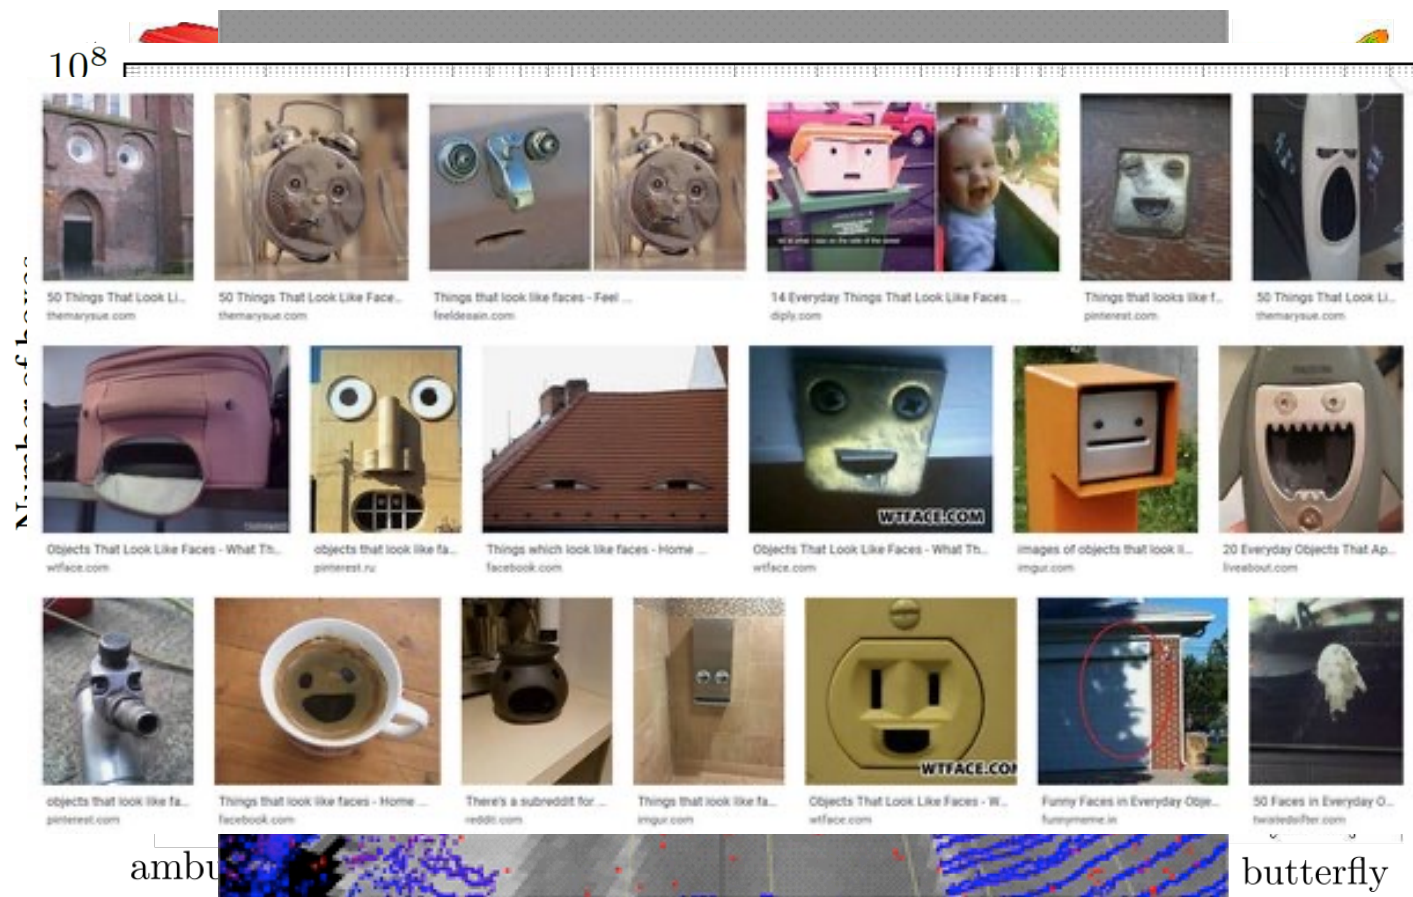 10⁸
50 Things That Look Li...
themarysue.com
50 Things That Look Like Face...
themarysue.com
Things that look like faces - Feel ...
feeldesain.com
14 Everyday Things That Look Like Faces ...
diply.com
Things that looks like f...
pinterest.com
50 Things That Look Li...
themarysue.com
Number of boxes
Objects That Look Like Faces - What Th...
wtface.com
objects that look like fa...
pinterest.ru
Things which look like faces - Home ...
facebook.com
WTFACE.COM
Objects That Look Like Faces - What Th...
wtface.com
images of objects that look li...
imgur.com
20 Everyday Objects That Ap...
liveabout.com
objects that look like fa...
pinterest.com
Things that look like faces - Home ...
facebook.com
There's a subreddit for ...
reddit.com
Things that look like fa...
imgur.com
WTFACE.CO
Objects That Look Like Faces - W...
wtface.com
Funny Faces in Everyday Obje...
funnymeme.in
50 Faces in Everyday O...
twistedsifter.com
ambu
butterfly